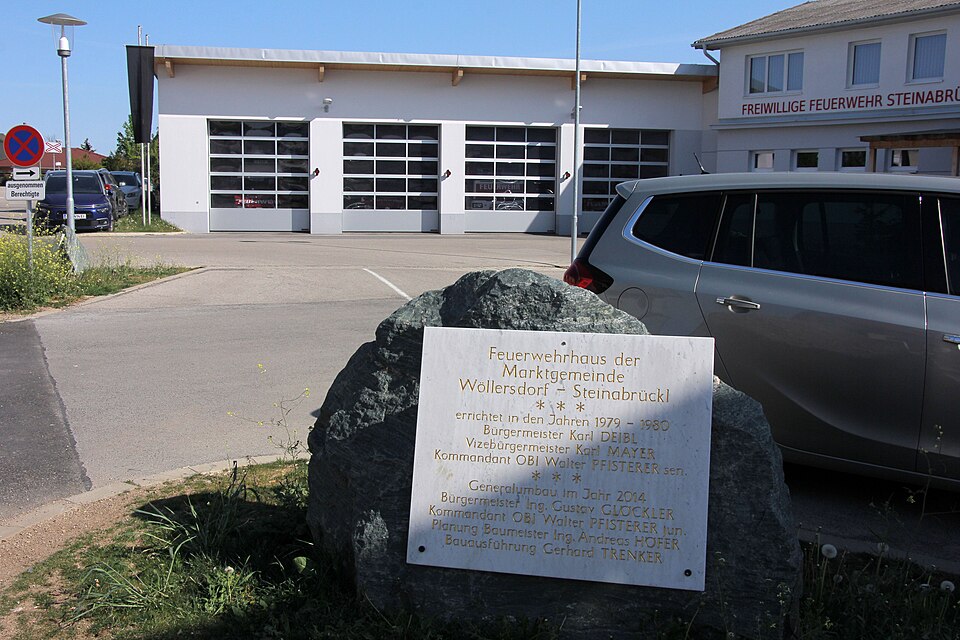 FREIWILLIGE FEUERWEHR STEINABRÜ
ausgenommen
Berechtigte
FEUERWEHR
Feuerwehrhaus der
Marktgemeinde
Wöllersdorf - Steinabrückl
* * *
errichtet in den Jahren 1979 - 1980
Bürgermeister Karl DEIBL
Vizebürgermeister Karl MAYER
Kommandant OBI Walter PFISTERER sen.
* * *
Generalumbau im Jahr 2014
Bürgermeister Ing. Gustav GLÖCKLER
Kommandant OBI Walter PFISTERER jun.
Planung Baumeister Ing. Andreas HOFER
Bauausführung Gerhard TRENKER